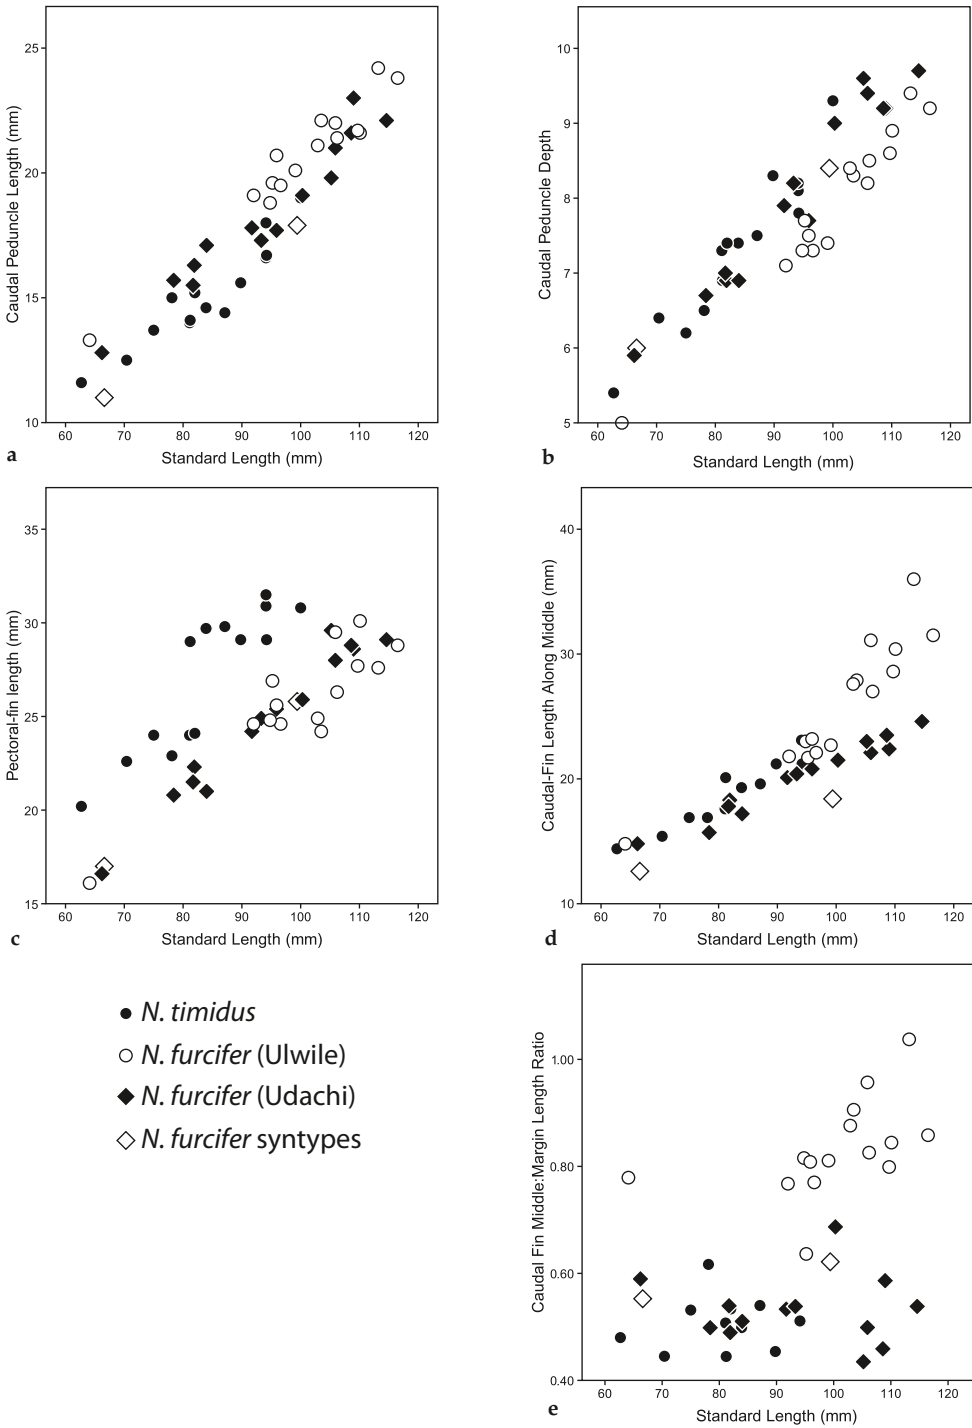 Caudal Peduncle Length (mm)
25
20
15
10
60 70 80 90 100 110 120
Standard Length (mm)
a
Caudal Peduncle Depth
10
9
8
7
6
5
60 70 80 90 100 110 120
Standard Length (mm)
b
Pectoral-fin length (mm)
35
30
25
20
15
60 70 80 90 100 110 120
Standard Length (mm)
c
Caudal-Fin Length Along Middle (mm)
40
30
20
10
60 70 80 90 100 110 120
Standard Length (mm)
d
N. timidus
N. furcifer (Ulwile)
N. furcifer (Udachi)
N. furcifer syntypes
Caudal Fin Middle:Margin Length Ratio
1.00
0.80
0.60
0.40
60 70 80 90 100 110 120
Standard Length (mm)
e